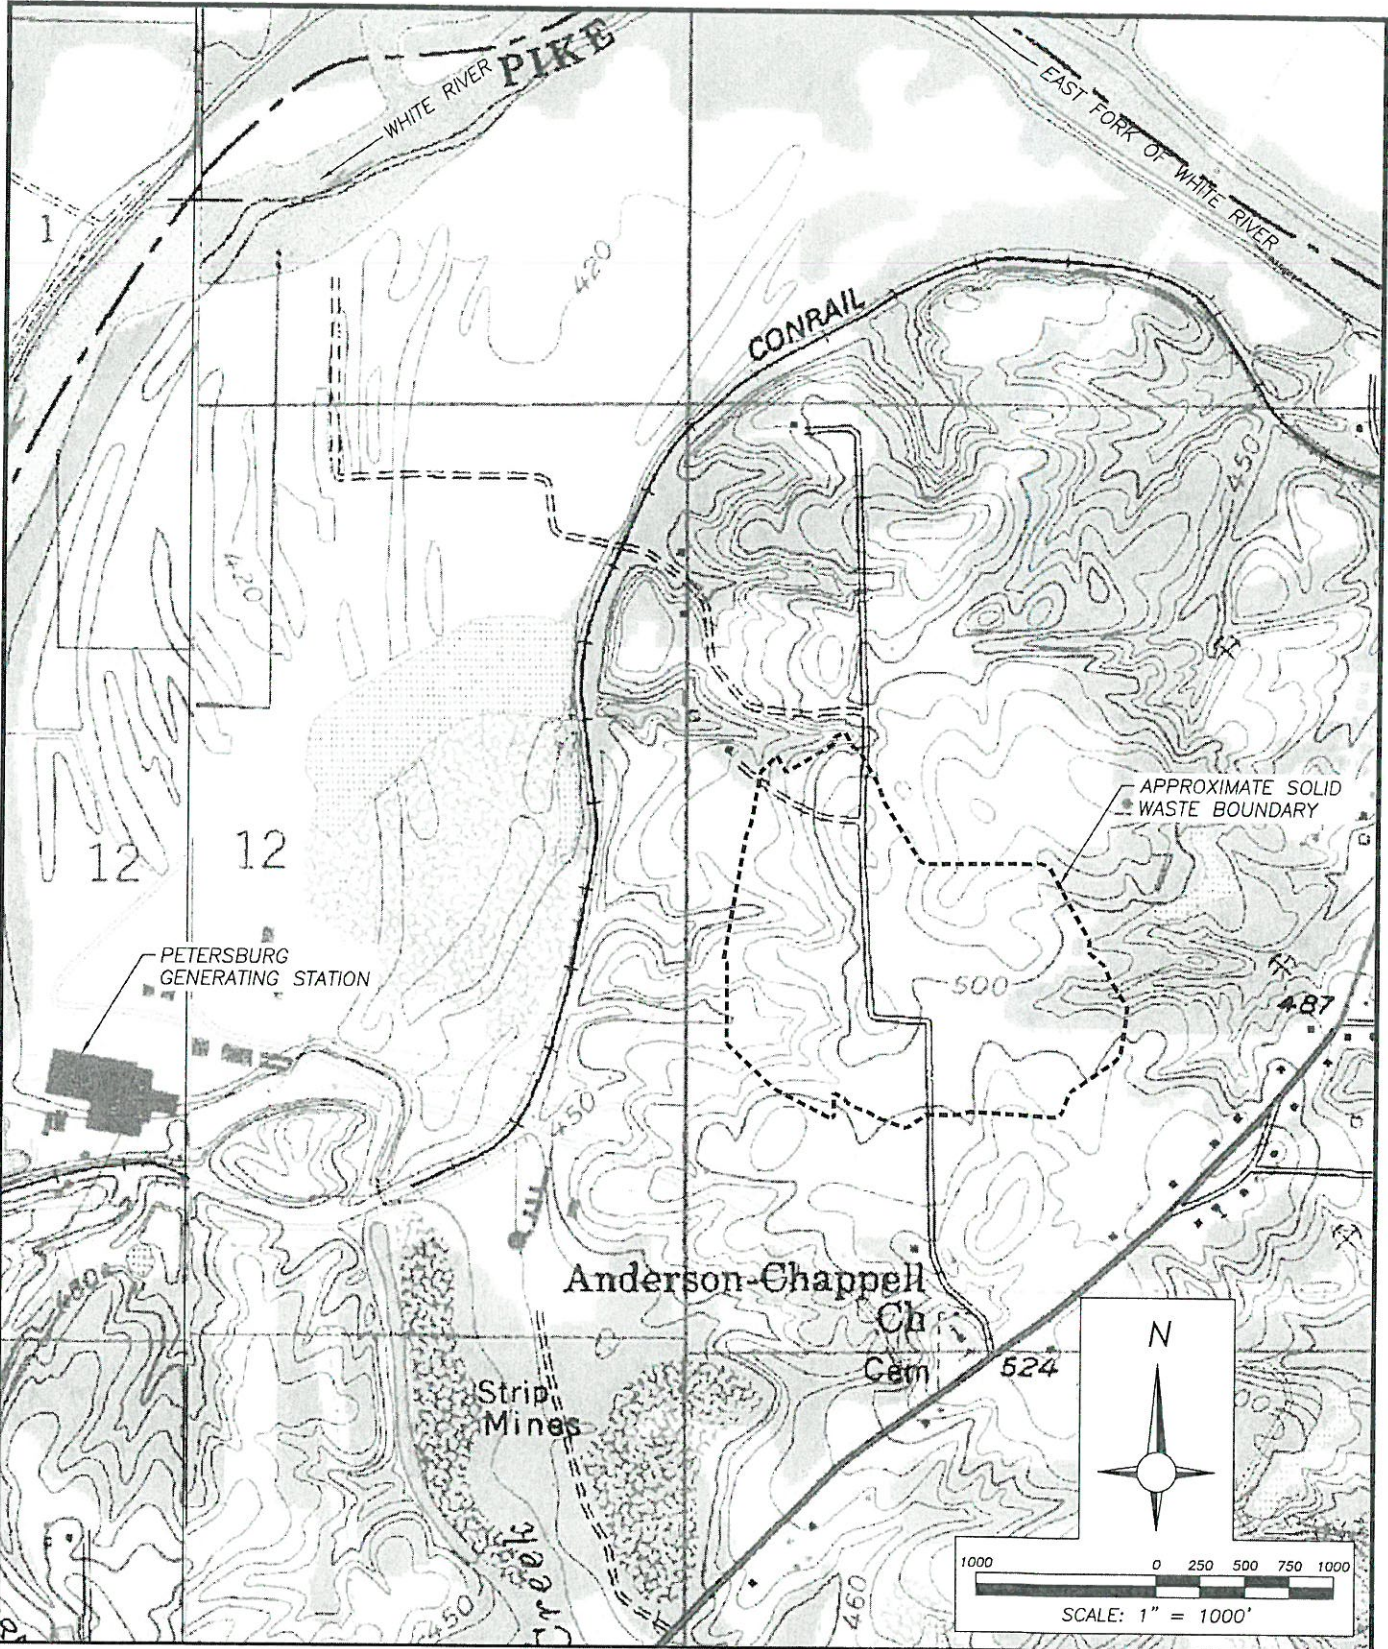 PIKE
WHITE RIVER
EAST FORK OF WHITE RIVER
1
420
CONRAIL
450
420
APPROXIMATE SOLID
WASTE BOUNDARY
12
12
PETERSBURG
GENERATING STATION
500
487
450
Anderson-Chappell
Ch
Cem
524
N
Strip
Mines
Creek
450
460
1000 0 250 500 750 1000
SCALE: 1" = 1000'